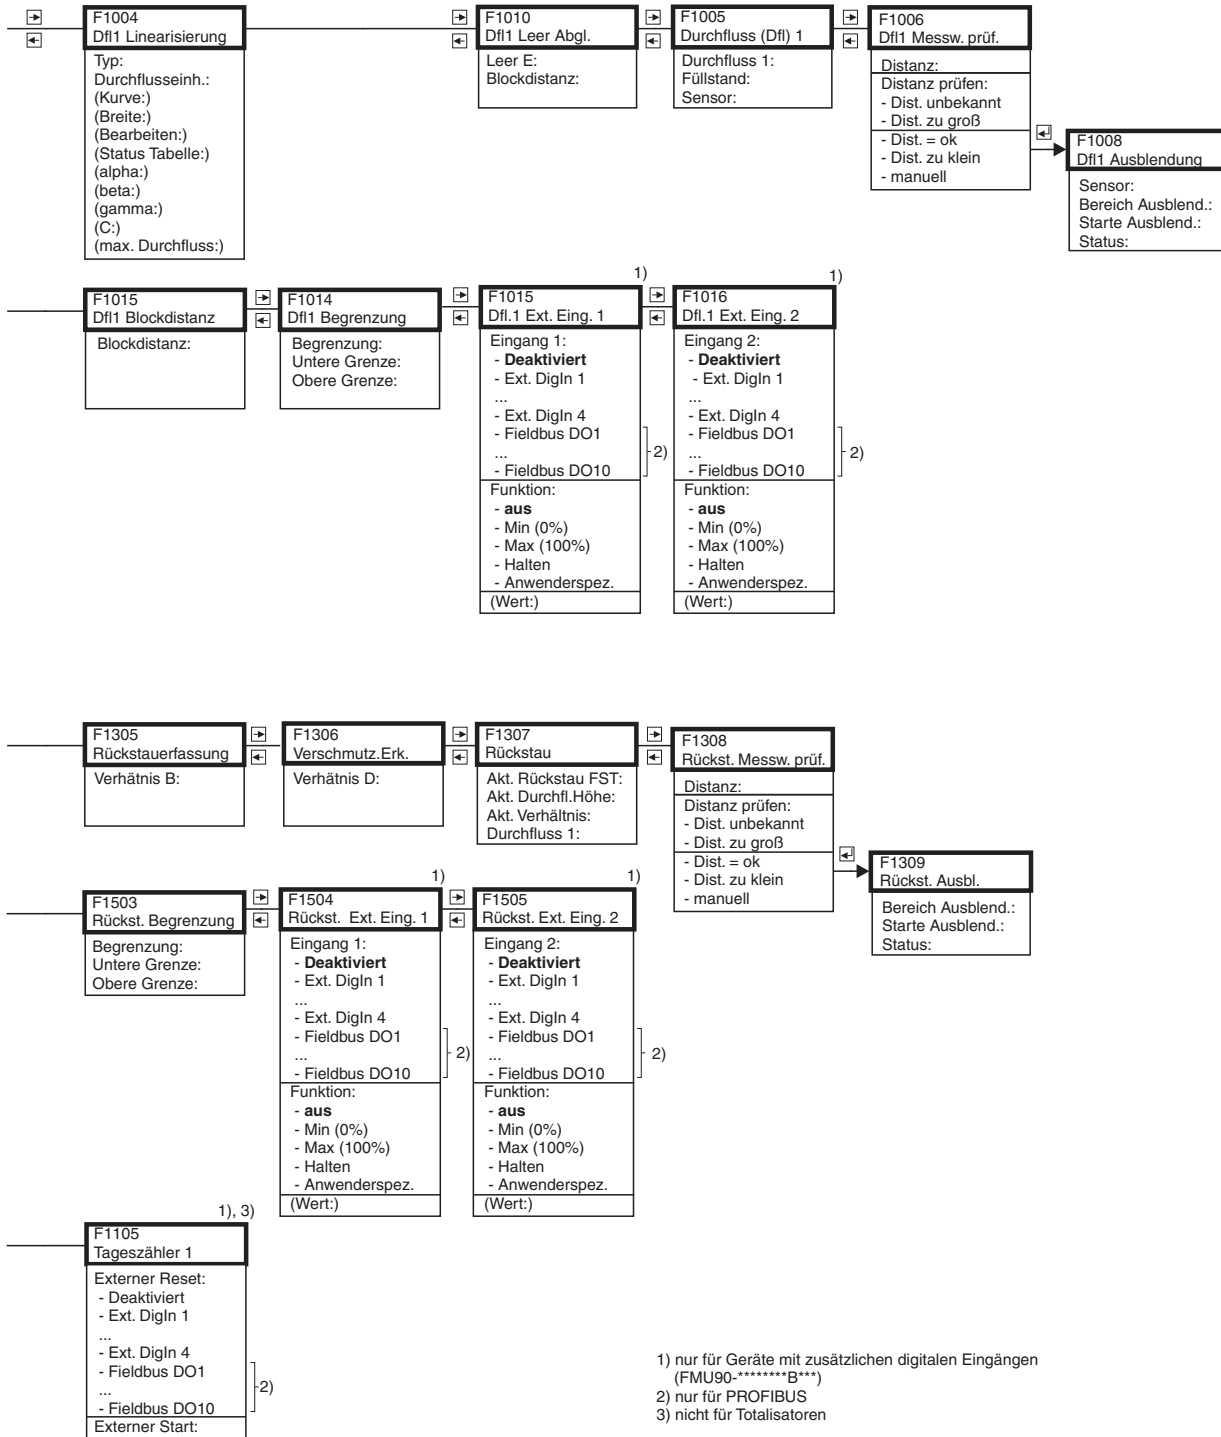 F1004
Dfl1 Linearisierung
Typ:
Durchflusseinh.:
(Kurve:)
(Breite:)
(Bearbeiten:)
(Status Tabelle:)
(alpha:)
(beta:)
(gamma:)
(C:)
(max. Durchfluss:)
F1010
Dfl1 Leer Abgl.
Leer E:
Blockdistanz:
F1005
Durchfluss (Dfl) 1
Durchfluss 1:
Füllstand:
Sensor:
F1006
Dfl1 Messw. prüf.
Distanz:
Distanz prüfen:
- Dist. unbekannt
- Dist. zu groß
- Dist. = ok
- Dist. zu klein
- manuell
F1008
Dfl1 Ausblendung
Sensor:
Bereich Ausblend.:
Starte Ausblend.:
Status:
F1015
Dfl1 Blockdistanz
Blockdistanz:
F1014
Dfl1 Begrenzung
Begrenzung:
Untere Grenze:
Obere Grenze:
1)
F1015
Dfl.1 Ext. Eing. 1
Eingang 1:
- Deaktiviert
- Ext. DigIn 1
...
- Ext. DigIn 4
- Fieldbus DO1
...
- Fieldbus DO10
2)
Funktion:
- aus
- Min (0%)
- Max (100%)
- Halten
- Anwenderspez.
(Wert:)
1)
F1016
Dfl.1 Ext. Eing. 2
Eingang 2:
- Deaktiviert
- Ext. DigIn 1
...
- Ext. DigIn 4
- Fieldbus DO1
...
- Fieldbus DO10
2)
Funktion:
- aus
- Min (0%)
- Max (100%)
- Halten
- Anwenderspez.
(Wert:)
F1305
Rückstauerfassung
Verhätnis B:
F1306
Verschmutz.Erk.
Verhätnis D:
F1307
Rückstau
Akt. Rückstau FST:
Akt. Durchfl.Höhe:
Akt. Verhältnis:
Durchfluss 1:
F1308
Rückst. Messw. prüf.
Distanz:
Distanz prüfen:
- Dist. unbekannt
- Dist. zu groß
- Dist. = ok
- Dist. zu klein
- manuell
F1309
Rückst. Ausbl.
Bereich Ausblend.:
Starte Ausblend.:
Status:
F1503
Rückst. Begrenzung
Begrenzung:
Untere Grenze:
Obere Grenze:
1)
F1504
Rückst. Ext. Eing. 1
Eingang 1:
- Deaktiviert
- Ext. DigIn 1
...
- Ext. DigIn 4
- Fieldbus DO1
...
- Fieldbus DO10
2)
Funktion:
- aus
- Min (0%)
- Max (100%)
- Halten
- Anwenderspez.
(Wert:)
1)
F1505
Rückst. Ext. Eing. 2
Eingang 2:
- Deaktiviert
- Ext. DigIn 1
...
- Ext. DigIn 4
- Fieldbus DO1
...
- Fieldbus DO10
2)
Funktion:
- aus
- Min (0%)
- Max (100%)
- Halten
- Anwenderspez.
(Wert:)
1), 3)
F1105
Tageszähler 1
Externer Reset:
- Deaktiviert
- Ext. DigIn 1
...
- Ext. DigIn 4
- Fieldbus DO1
...
- Fieldbus DO10
2)
Externer Start:
1) nur für Geräte mit zusätzlichen digitalen Eingängen
(FMU90-********B***)
2) nur für PROFIBUS
3) nicht für Totalisatoren